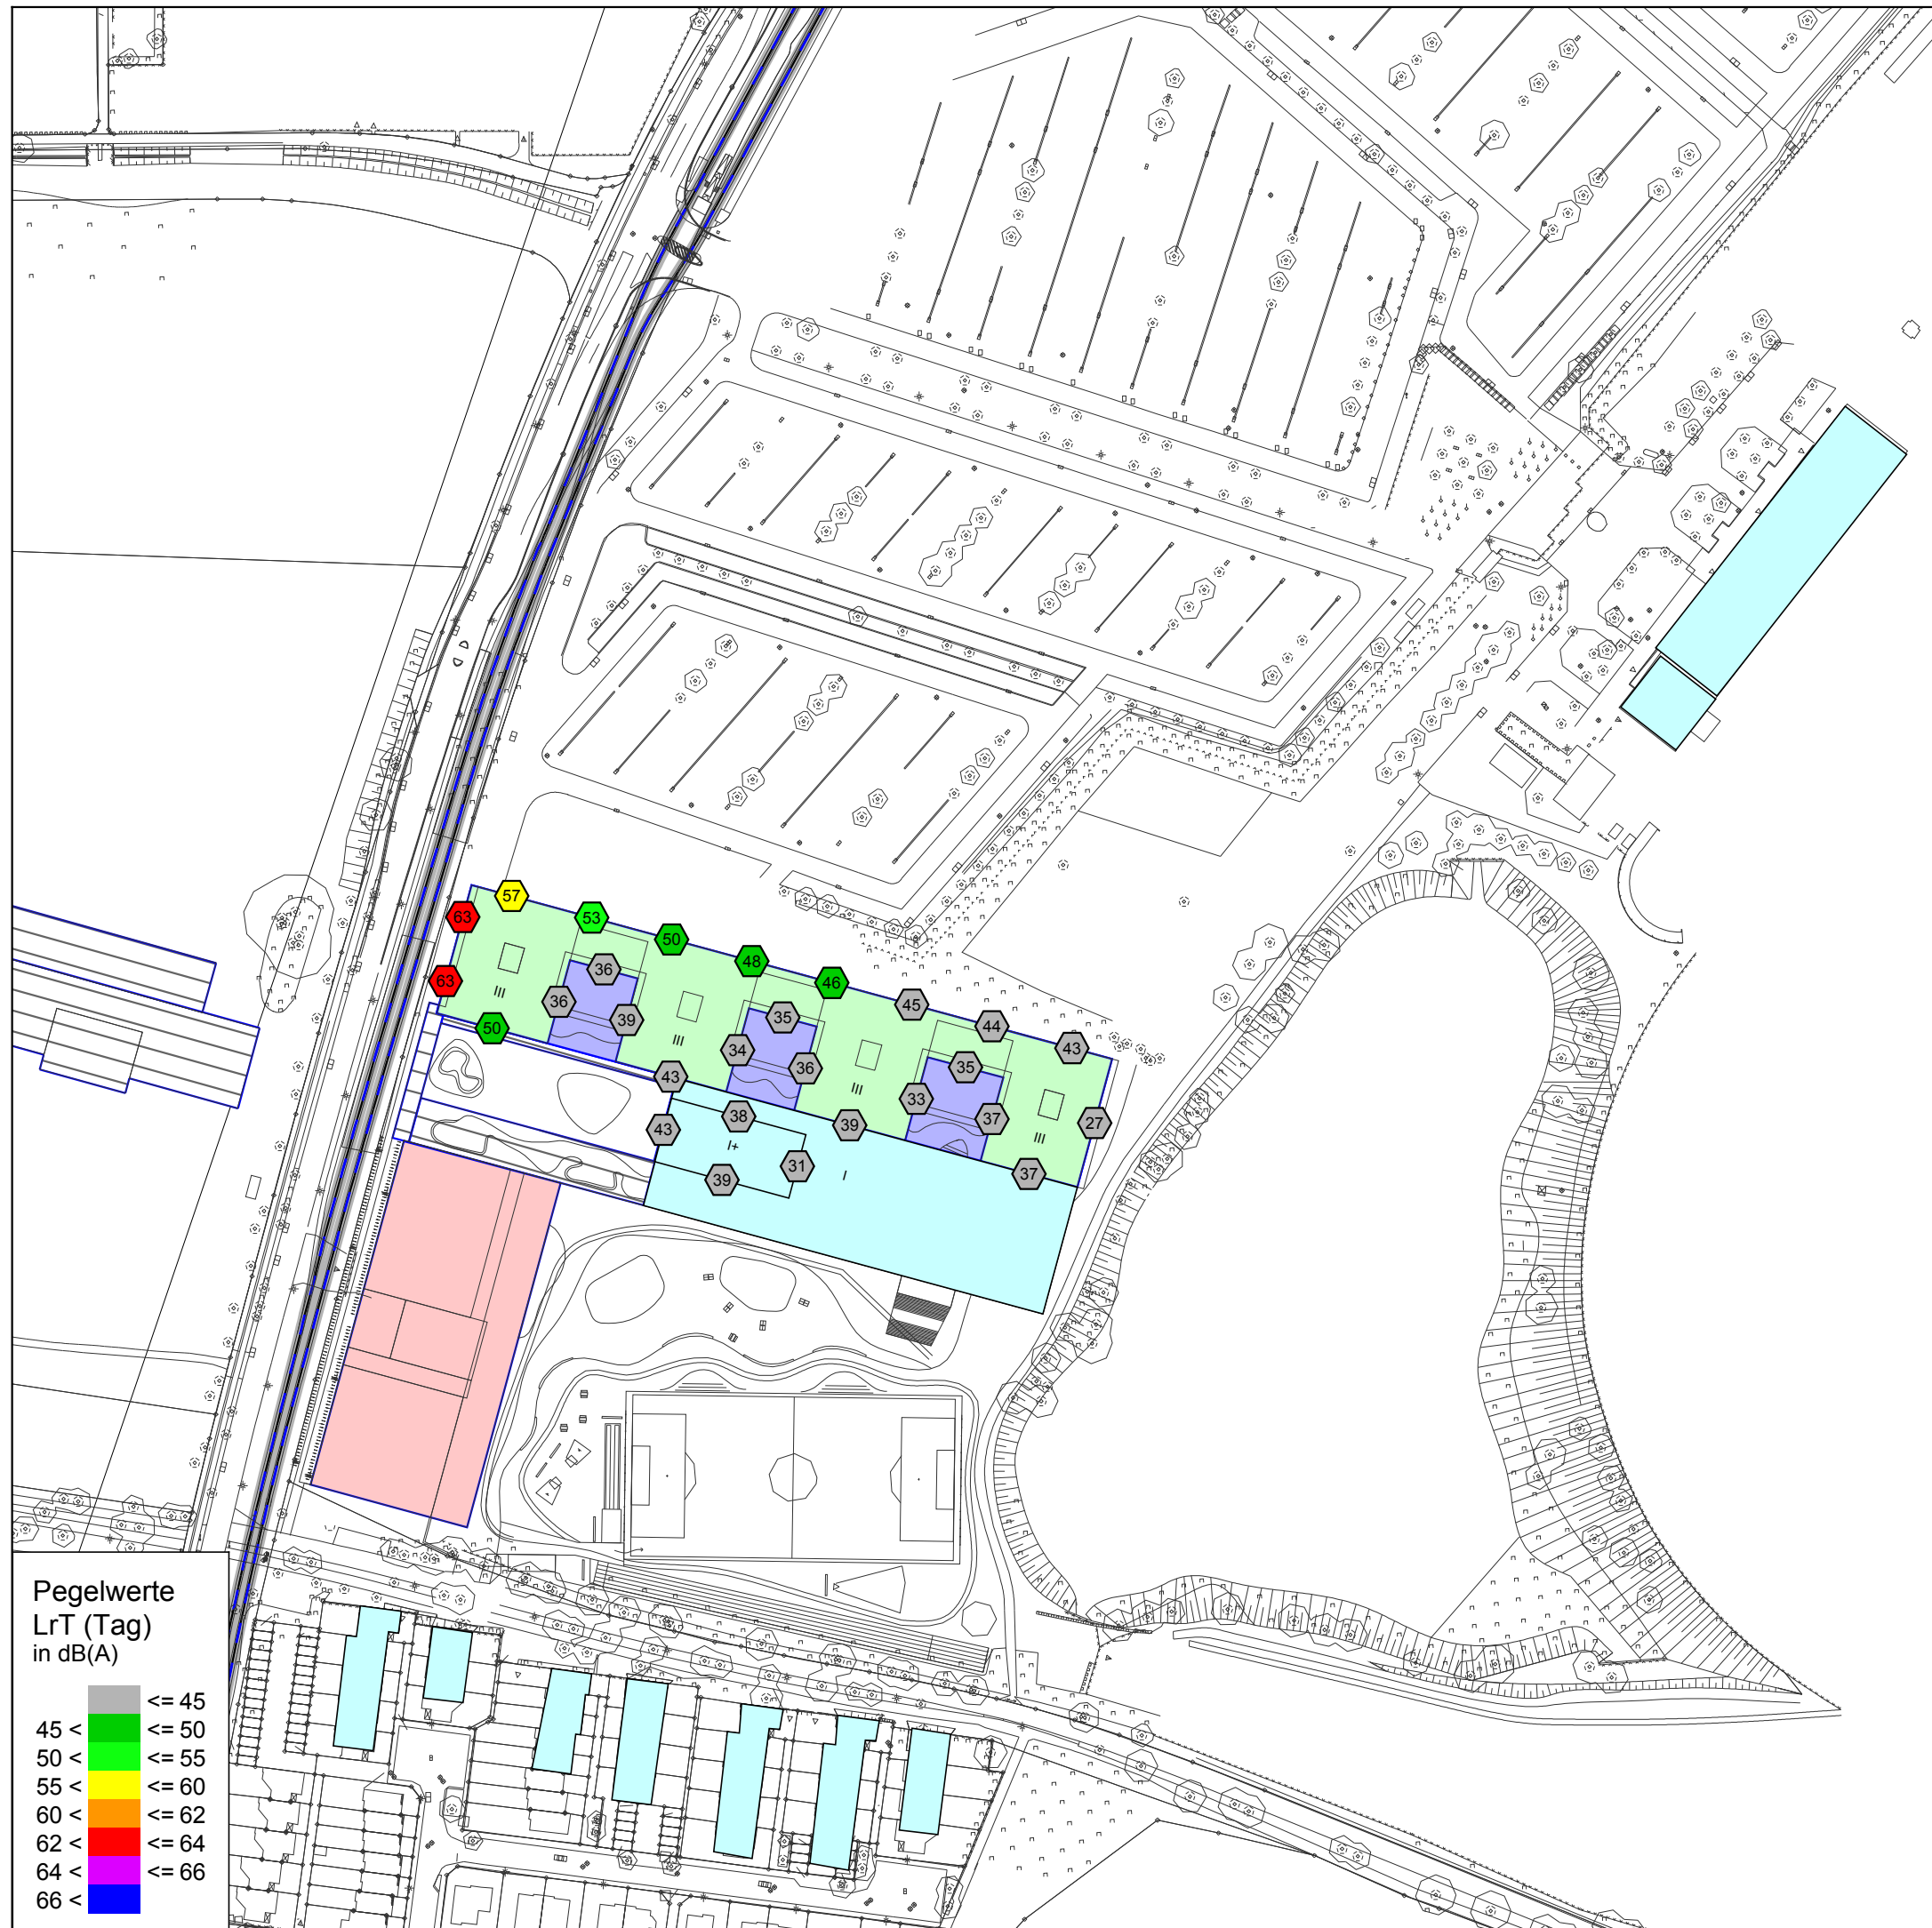 57
63
53
50
48
46
45
44
43
63
36
36
39
35
34
36
35
33
37
27
50
43
43
38
39
31
39
37
III
III
III
III
I+
I
Pegelwerte
LrT (Tag)
in dB(A)
<= 45
45 < <= 50
50 < <= 55
55 < <= 60
60 < <= 62
62 < <= 64
64 < <= 66
66 <